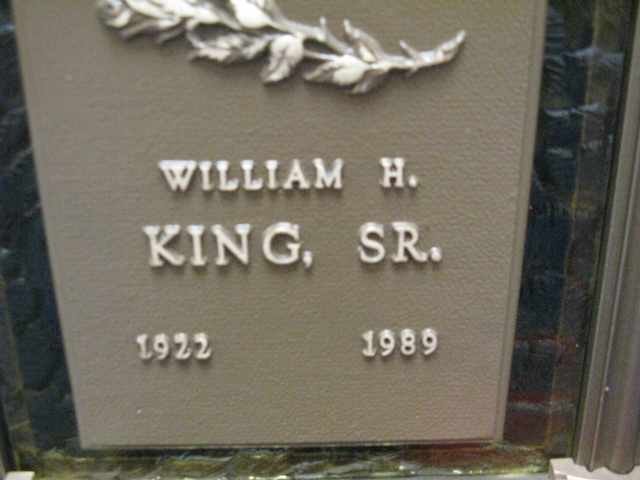 WILLIAM H.
KING, SR.
1922 1989